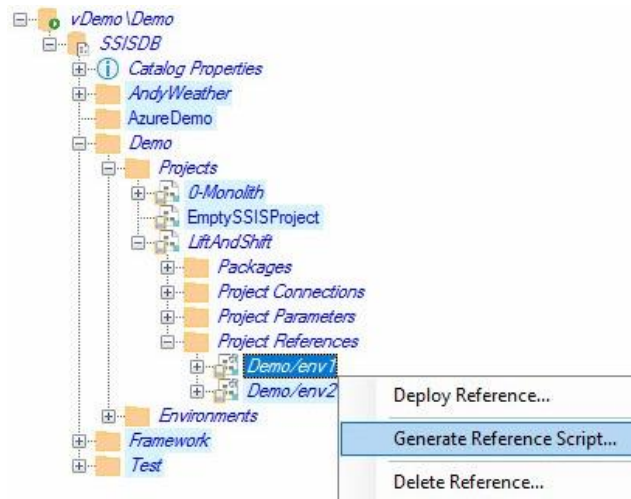 vDemo\Demo
SSISDB
Catalog Properties
AndyWeather
AzureDemo
Demo
Projects
0-Monolith
EmptySSISProject
LiftAndShift
Packages
Project Connections
Project Parameters
Project References
Demo/env1
Demo/env2
Deploy Reference...
Environments
Generate Reference Script...
Framework
Test
Delete Reference...